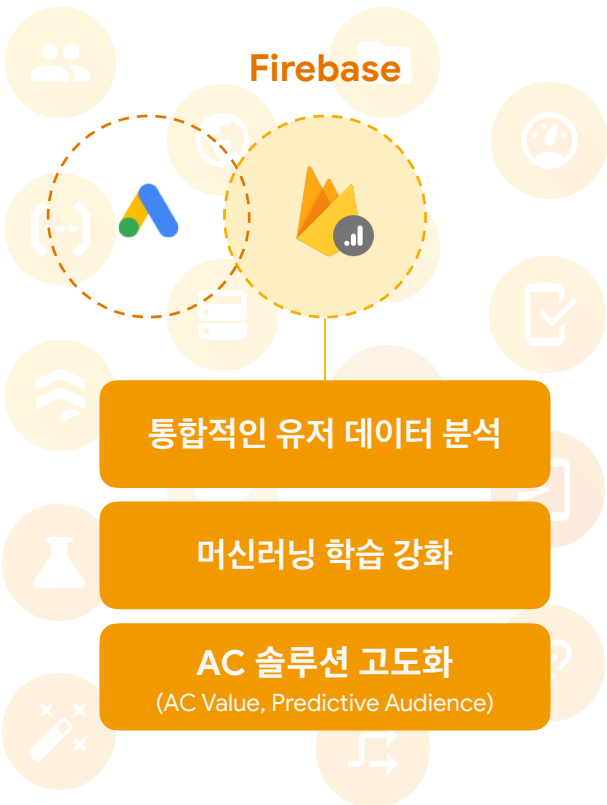 Firebase
통합적인 유저 데이터 분석
머신러닝 학습 강화
AC 솔루션 고도화
(AC Value, Predictive Audience)